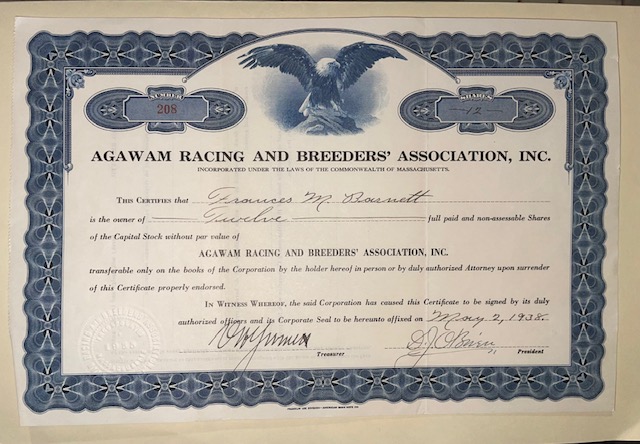 NUMBER
208
SHARES
12
AGAWAM RACING AND BREEDERS' ASSOCIATION, INC.
INCORPORATED UNDER THE LAWS OF THE COMMONWEALTH OF MASSACHUSETTS.
THIS CERTIFIES that Frances M. Barnett
is the owner of Twelve full paid and non-assessable Shares
of the Capital Stock without par value of
AGAWAM RACING AND BREEDERS' ASSOCIATION, INC.
transferable only on the books of the Corporation by the holder hereof in person or by duly authorized Attorney upon surrender
of this Certificate properly endorsed.
IN WITNESS WHEREOF, the said Corporation has caused this Certificate to be signed by its duly
authorized officers and its Corporate Seal to be hereunto affixed on May 2, 1938.
O'Brien
Treasurer President